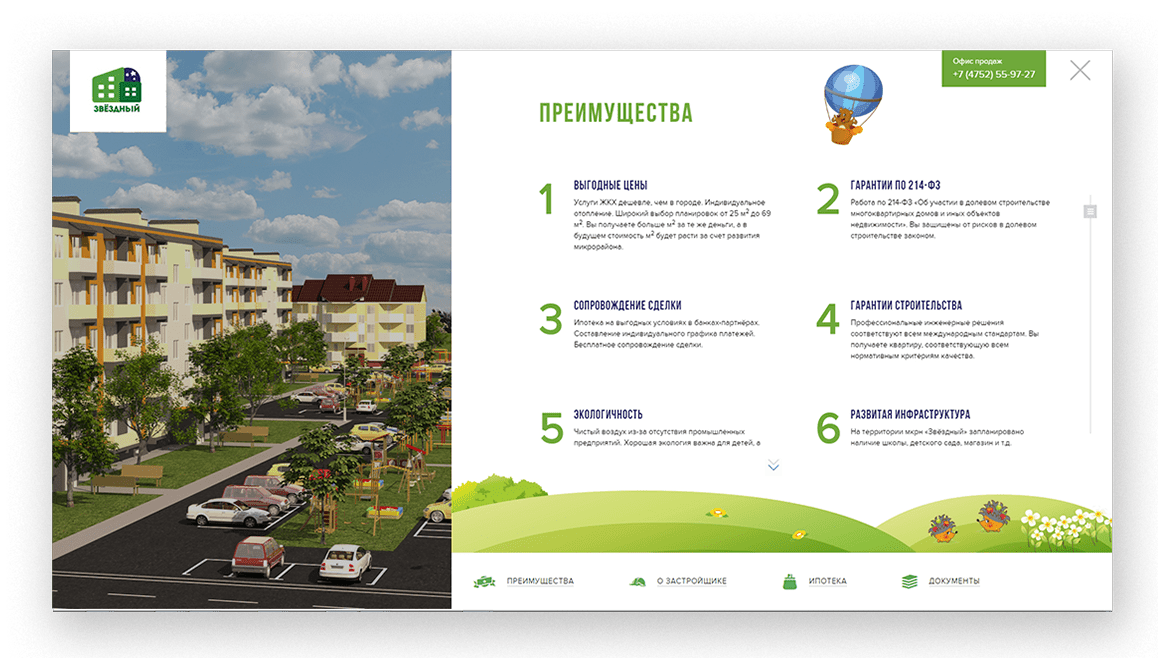 ЗВЁЗДНЫЙ
Офис продаж
+7 (4752) 55-97-27
ПРЕИМУЩЕСТВА
1
ВЫГОДНЫЕ ЦЕНЫ
Услуги ЖКХ дешевле, чем в городе. Индивидуальное
отопление. Широкий выбор планировок от 25 м² до 69
м². Вы получаете больше м² за те же деньги, а в
будущем стоимость м² будет расти за счет развития
микрорайона.
2
ГАРАНТИИ ПО 214-ФЗ
Работа по 214-ФЗ «Об участии в долевом строительстве
многоквартирных домов и иных объектов
недвижимости». Вы защищены от рисков в долевом
строительстве законом.
3
СОПРОВОЖДЕНИЕ СДЕЛКИ
Ипотека на выгодных условиях в банках-партнёрах.
Составление индивидуального графика платежей.
Бесплатное сопровождение сделки.
4
ГАРАНТИИ СТРОИТЕЛЬСТВА
Профессиональные инженерные решения
соответствуют всем международным стандартам. Вы
получаете квартиру, соответствующую всем
нормативным критериям качества.
5
ЭКОЛОГИЧНОСТЬ
Чистый воздух из-за отсутствия промышленных
предприятий. Хорошая экология важна для детей, а
6
РАЗВИТАЯ ИНФРАСТРУКТУРА
На территории мкрн «Звёздный» запланировано
наличие школы, детского сада, магазин и т.д.
ПРЕИМУЩЕСТВА
О ЗАСТРОЙЩИКЕ
ИПОТЕКА
ДОКУМЕНТЫ